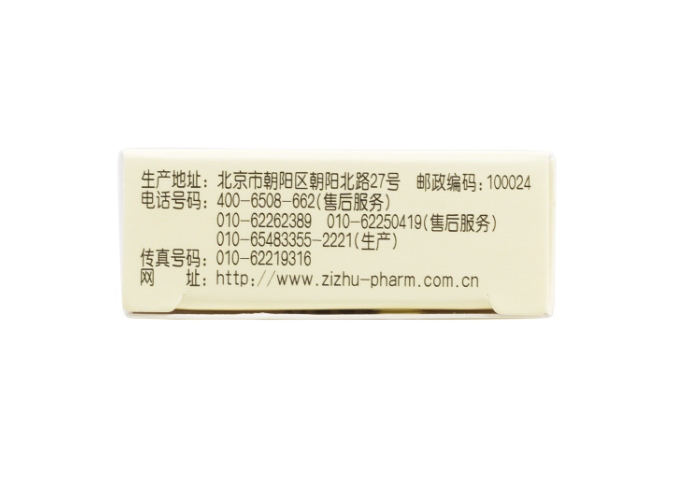 生产地址：北京市朝阳区朝阳北路27号 邮政编码：100024
电话号码：400-6508-662(售后服务)
010-62262389 010-62250419(售后服务)
010-65483355-2221(生产)
传真号码：010-62219316
网 址：http://www.zizhu-pharm.com.cn